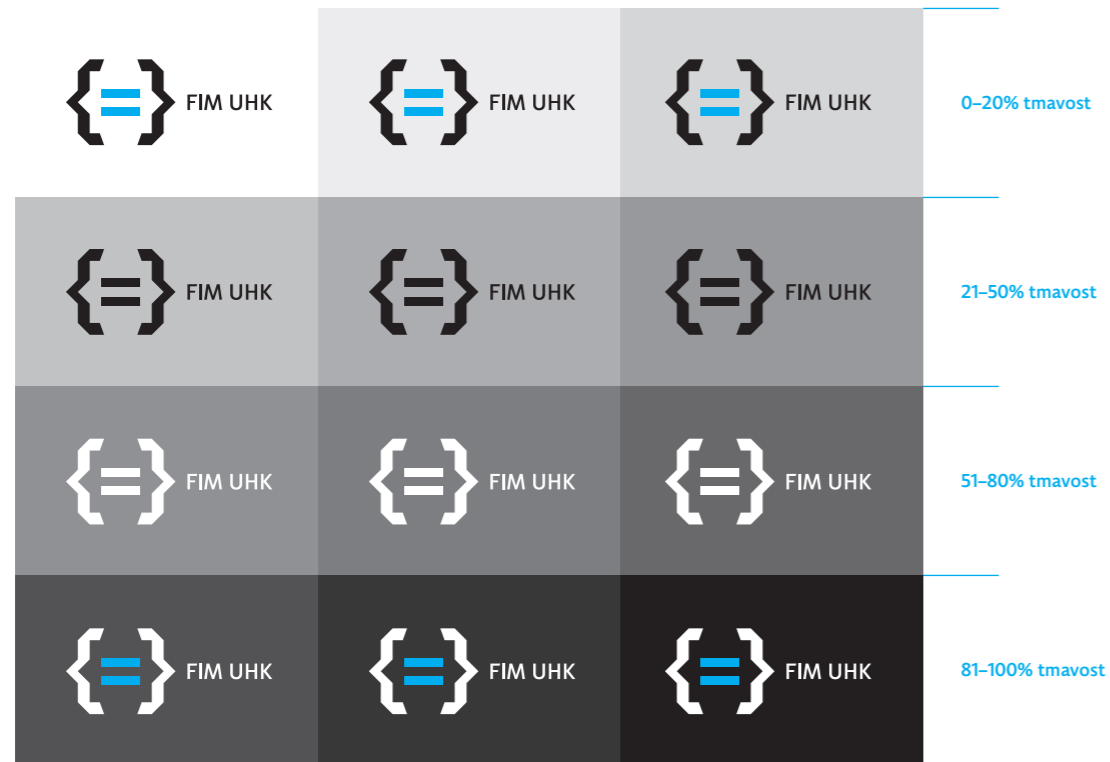 {=} FIM UHK {=} FIM UHK {=} FIM UHK 0–20% tmavost
{=} FIM UHK {=} FIM UHK {=} FIM UHK 21–50% tmavost
{=} FIM UHK {=} FIM UHK {=} FIM UHK 51–80% tmavost
{=} FIM UHK {=} FIM UHK {=} FIM UHK 81–100% tmavost